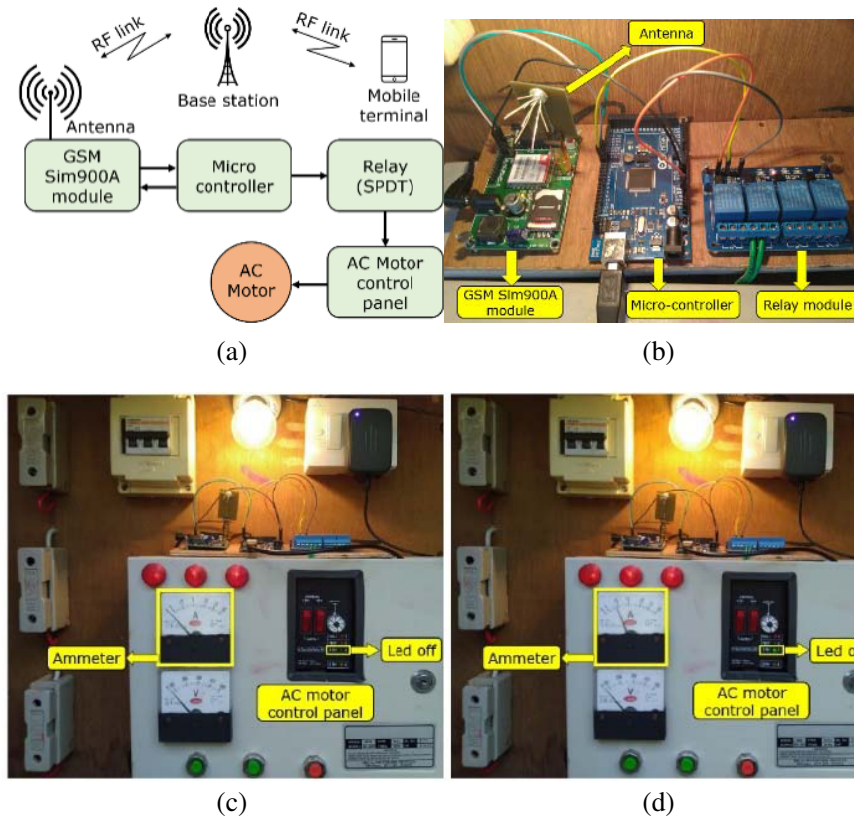 RF link
RF link
Base station
Mobile
terminal
Antenna
GSM
Sim900A
module
Micro
controller
Relay
(SPDT)
AC
Motor
AC Motor
control
panel
(a)
Antenna
GSM Sim900A
module
Micro-controller
Relay module
(b)
A
Ammeter
Led off
V
AC motor
control panel
(c)
A
Ammeter
Led o
V
AC motor
control panel
(d)